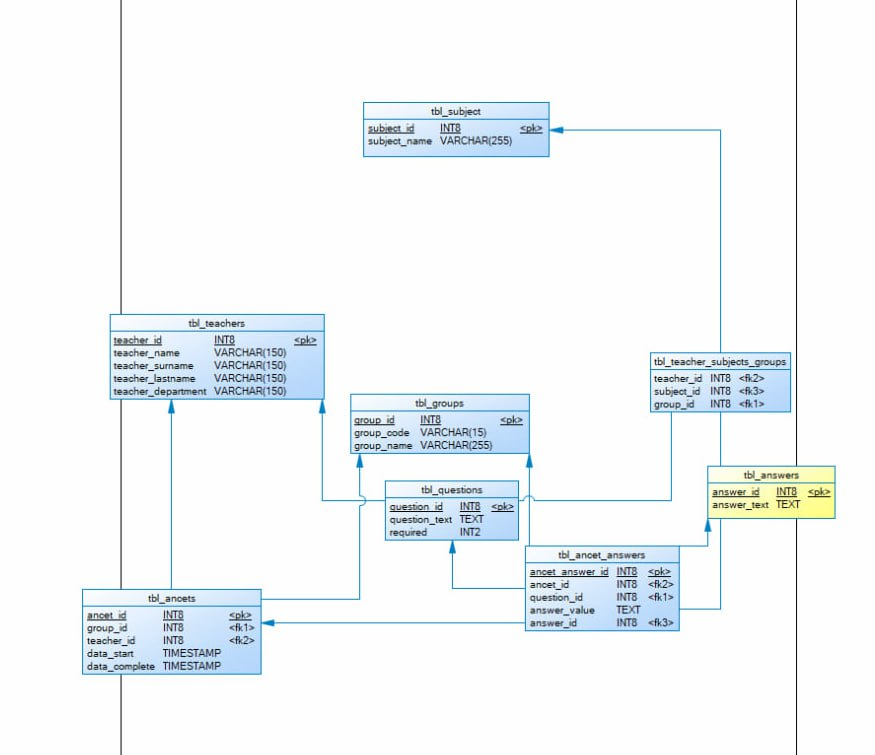 tbl_subject
subject_id INT8 <pk>
subject_name VARCHAR(255)
tbl_teachers
teacher_id INT8 <pk>
teacher_name VARCHAR(150)
teacher_surname VARCHAR(150)
teacher_lastname VARCHAR(150)
teacher_department VARCHAR(150)
tbl_teacher_subjects_groups
teacher_id INT8 <fk2>
subject_id INT8 <fk3>
group_id INT8 <fk1>
tbl_groups
group_id INT8 <pk>
group_code VARCHAR(15)
group_name VARCHAR(255)
tbl_answers
answer_id INT8 <pk>
answer_text TEXT
tbl_questions
question_id INT8 <pk>
question_text TEXT
required INT2
tbl_ancet_answers
ancet_answer_id INT8 <pk>
ancet_id INT8 <fk2>
question_id INT8 <fk1>
answer_value TEXT
answer_id INT8 <fk3>
tbl_ancets
ancet_id INT8 <pk>
group_id INT8 <fk1>
teacher_id INT8 <fk2>
data_start TIMESTAMP
data_complete TIMESTAMP